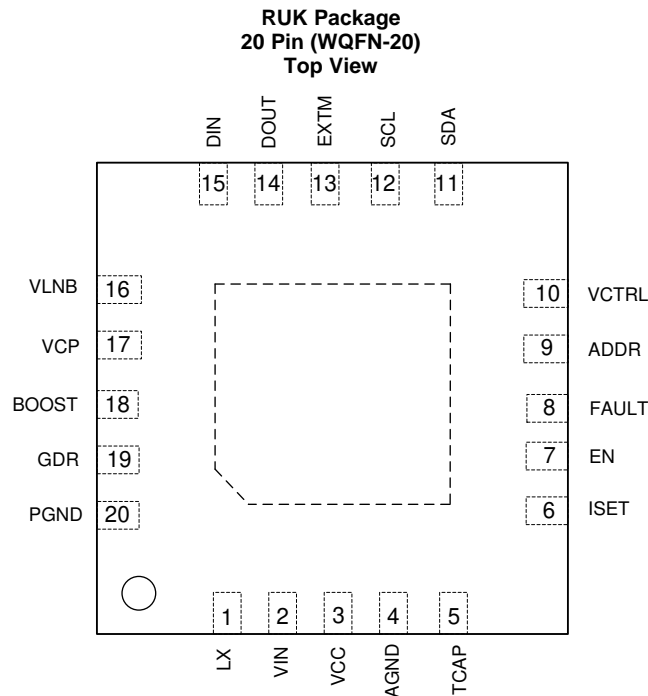 RUK Package
20 Pin (WQFN-20)
Top View
DIN
DOUT
EXTM
SCL
SDA
15
14
13
12
11
VLNB
16
VCP
17
BOOST
18
GDR
19
PGND
20
10
VCTRL
9
ADDR
8
FAULT
7
EN
6
ISET
1
2
3
4
5
LX
VIN
VCC
AGND
TCAP